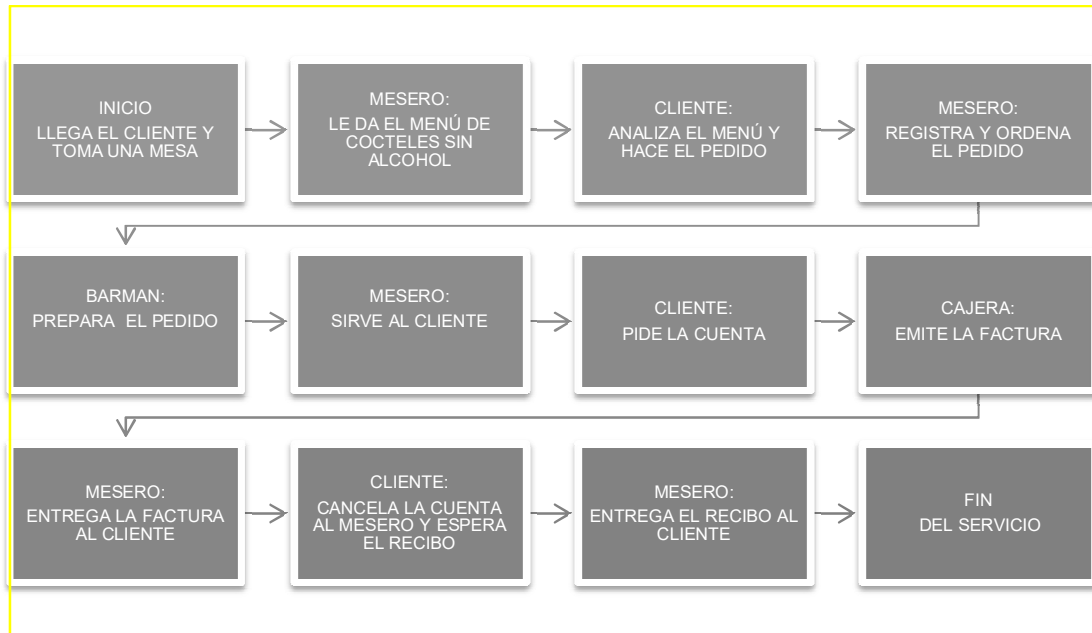 INICIO
LLEGA EL CLIENTE Y
TOMA UNA MESA
MESERO:
LE DA EL MENÚ DE
COCTELES SIN
ALCOHOL
CLIENTE:
ANALIZA EL MENÚ Y
HACE EL PEDIDO
MESERO:
REGISTRA Y ORDENA
EL PEDIDO
BARMAN:
PREPARA EL PEDIDO
MESERO:
SIRVE AL CLIENTE
CLIENTE:
PIDE LA CUENTA
CAJERA:
EMITE LA FACTURA
MESERO:
ENTREGA LA FACTURA
AL CLIENTE
CLIENTE:
CANCELA LA CUENTA
AL MESERO Y ESPERA
EL RECIBO
MESERO:
ENTREGA EL RECIBO AL
CLIENTE
FIN
DEL SERVICIO